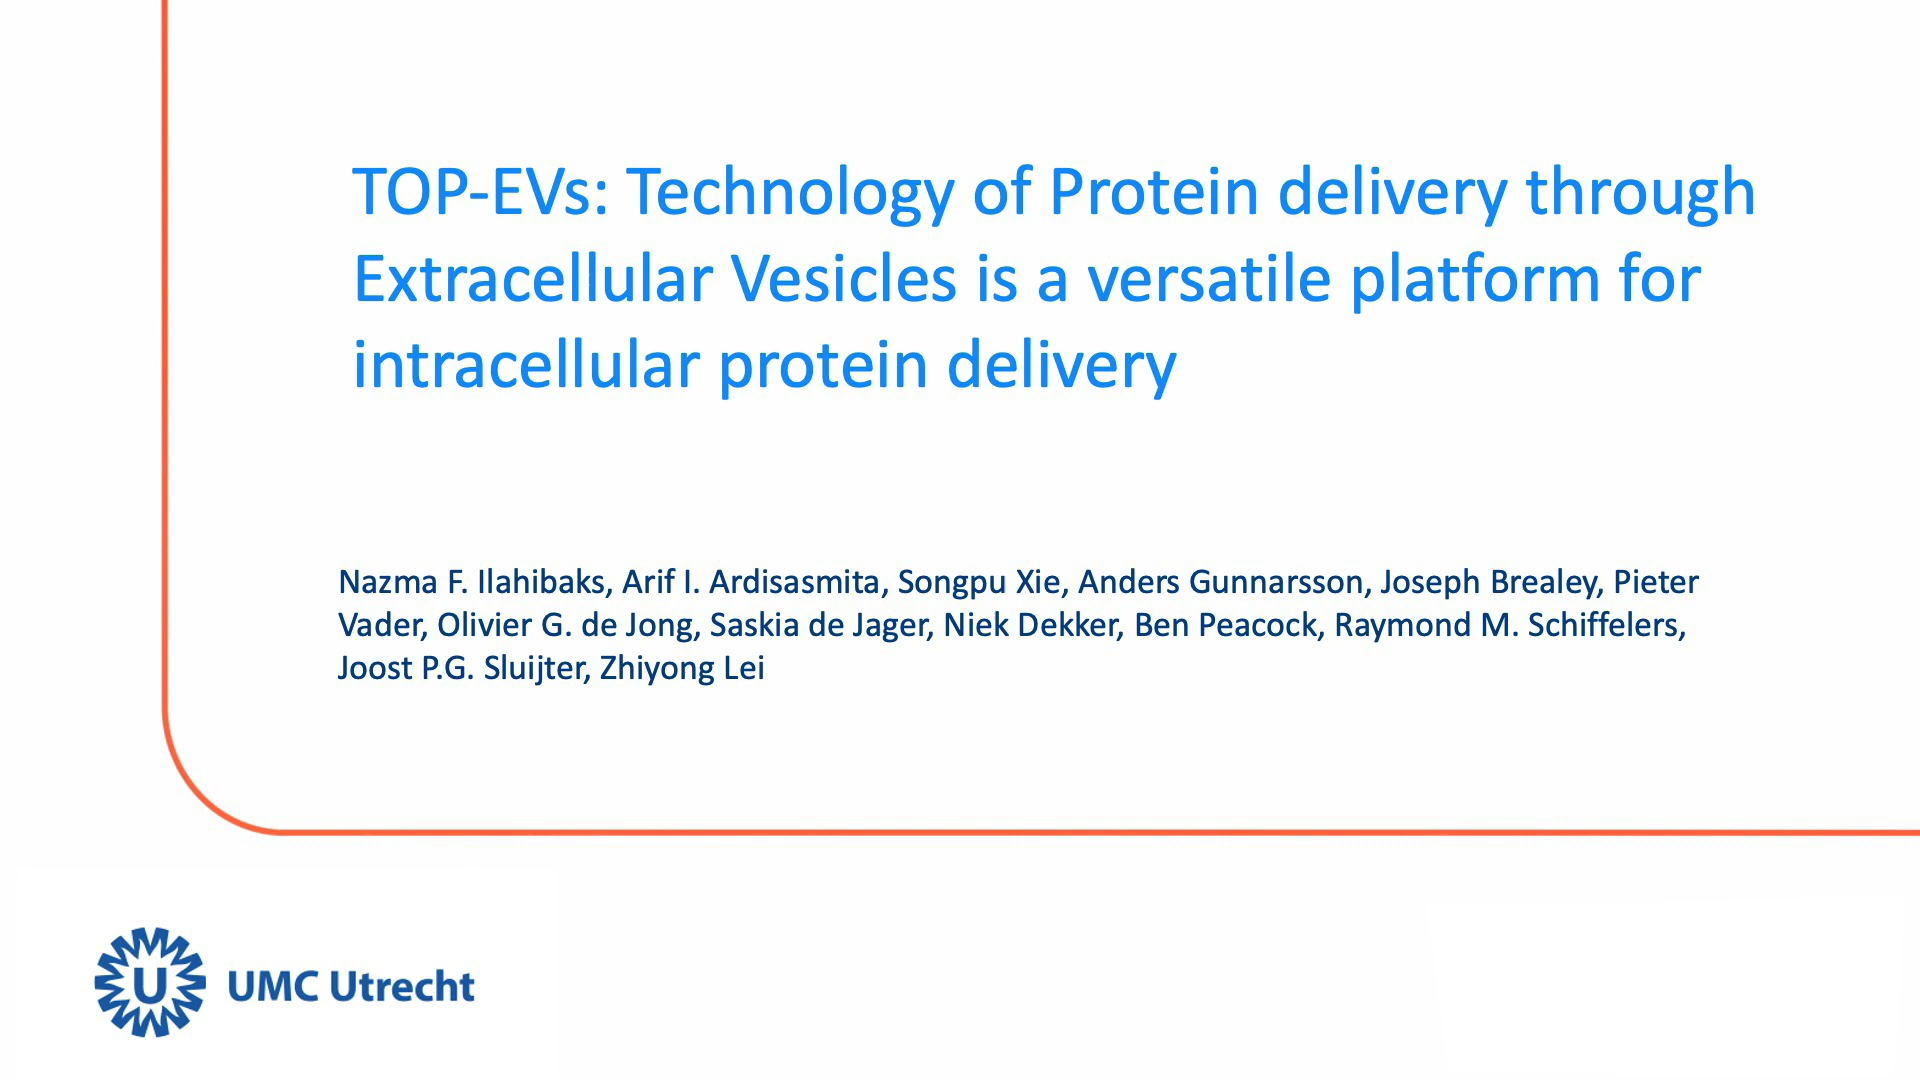 TOP-EVs: Technology of Protein delivery through
Extracellular Vesicles is a versatile platform for
intracellular protein delivery
Nazma F. Ilahibaks, Arif I. Ardisasmita, Songpu Xie, Anders Gunnarsson, Joseph Brealey, Pieter
Vader, Olivier G. de Jong, Saskia de Jager, Niek Dekker, Ben Peacock, Raymond M. Schiffelers,
Joost P.G. Sluijter, Zhiyong Lei
U UMC Utrecht